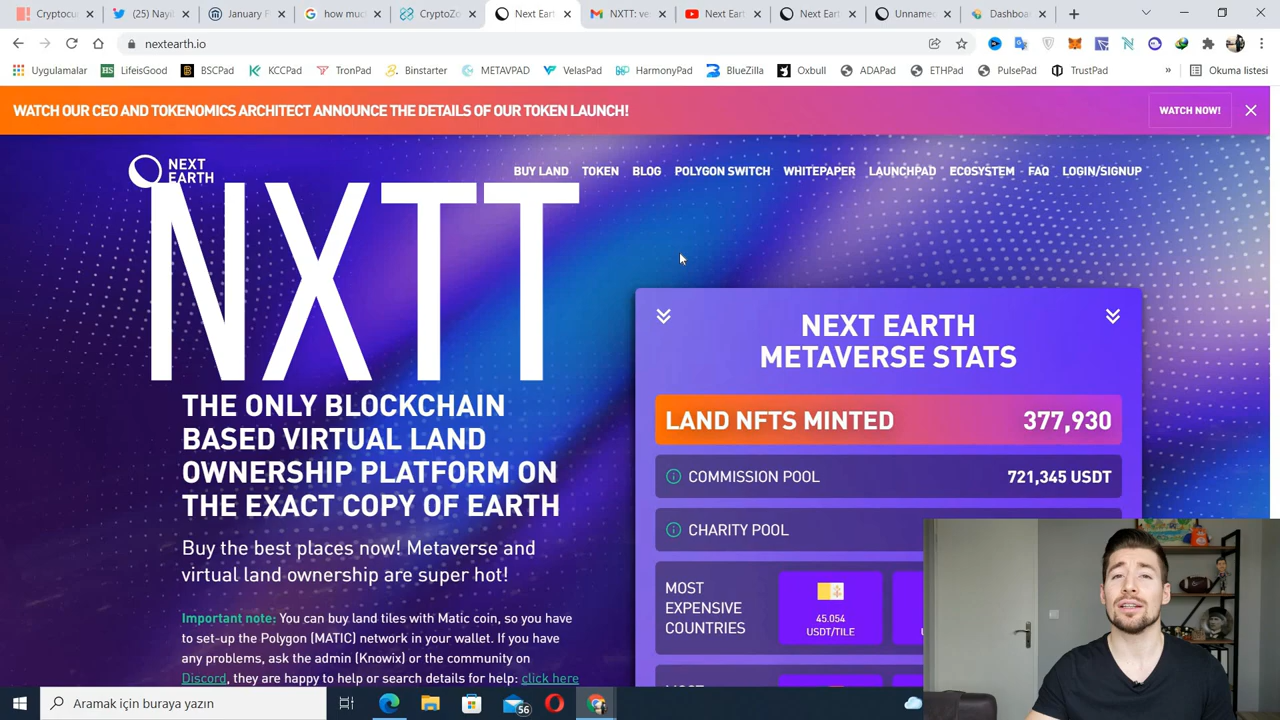 Cryptocu
(25) Nayd
January F
how much
CryptoZo
Next Eart
NXTT: ve
Next Eart
Next Eart
Unname
Dashboa
nextearth.io
Uygulamalar
HS
LifeisGood
BSCPad
KCCPad
TronPad
Binstarter
METAVPAD
VelasPad
HarmonyPad
BlueZilla
Oxbull
ADAPad
ETHPad
PulsePad
TrustPad
»
Okuma listesi
WATCH OUR CEO AND TOKENOMICS ARCHITECT ANNOUNCE THE DETAILS OF OUR TOKEN LAUNCH!
WATCH NOW!
NEXT
EARTH
BUY LAND
TOKEN
BLOG
POLYGON SWITCH
WHITEPAPER
LAUNCHPAD
ECOSYSTEM
FAQ
LOGIN/SIGNUP
NXTT
THE ONLY BLOCKCHAIN
BASED VIRTUAL LAND
OWNERSHIP PLATFORM ON
THE EXACT COPY OF EARTH
Buy the best places now! Metaverse and
virtual land ownership are super hot!
Important note: You can buy land tiles with Matic coin, so you have
to set-up the Polygon (MATIC) network in your wallet. If you have
any problems, ask the admin (Knowix) or the community on
Discord, they are happy to help or search details for help: click here
NEXT EARTH
METAVERSE STATS
LAND NFTS MINTED 377,930
COMMISSION POOL 721,345 USDT
CHARITY POOL
MOST
EXPENSIVE
COUNTRIES
45.054
USDT/TILE
Aramak için buraya yazın
56